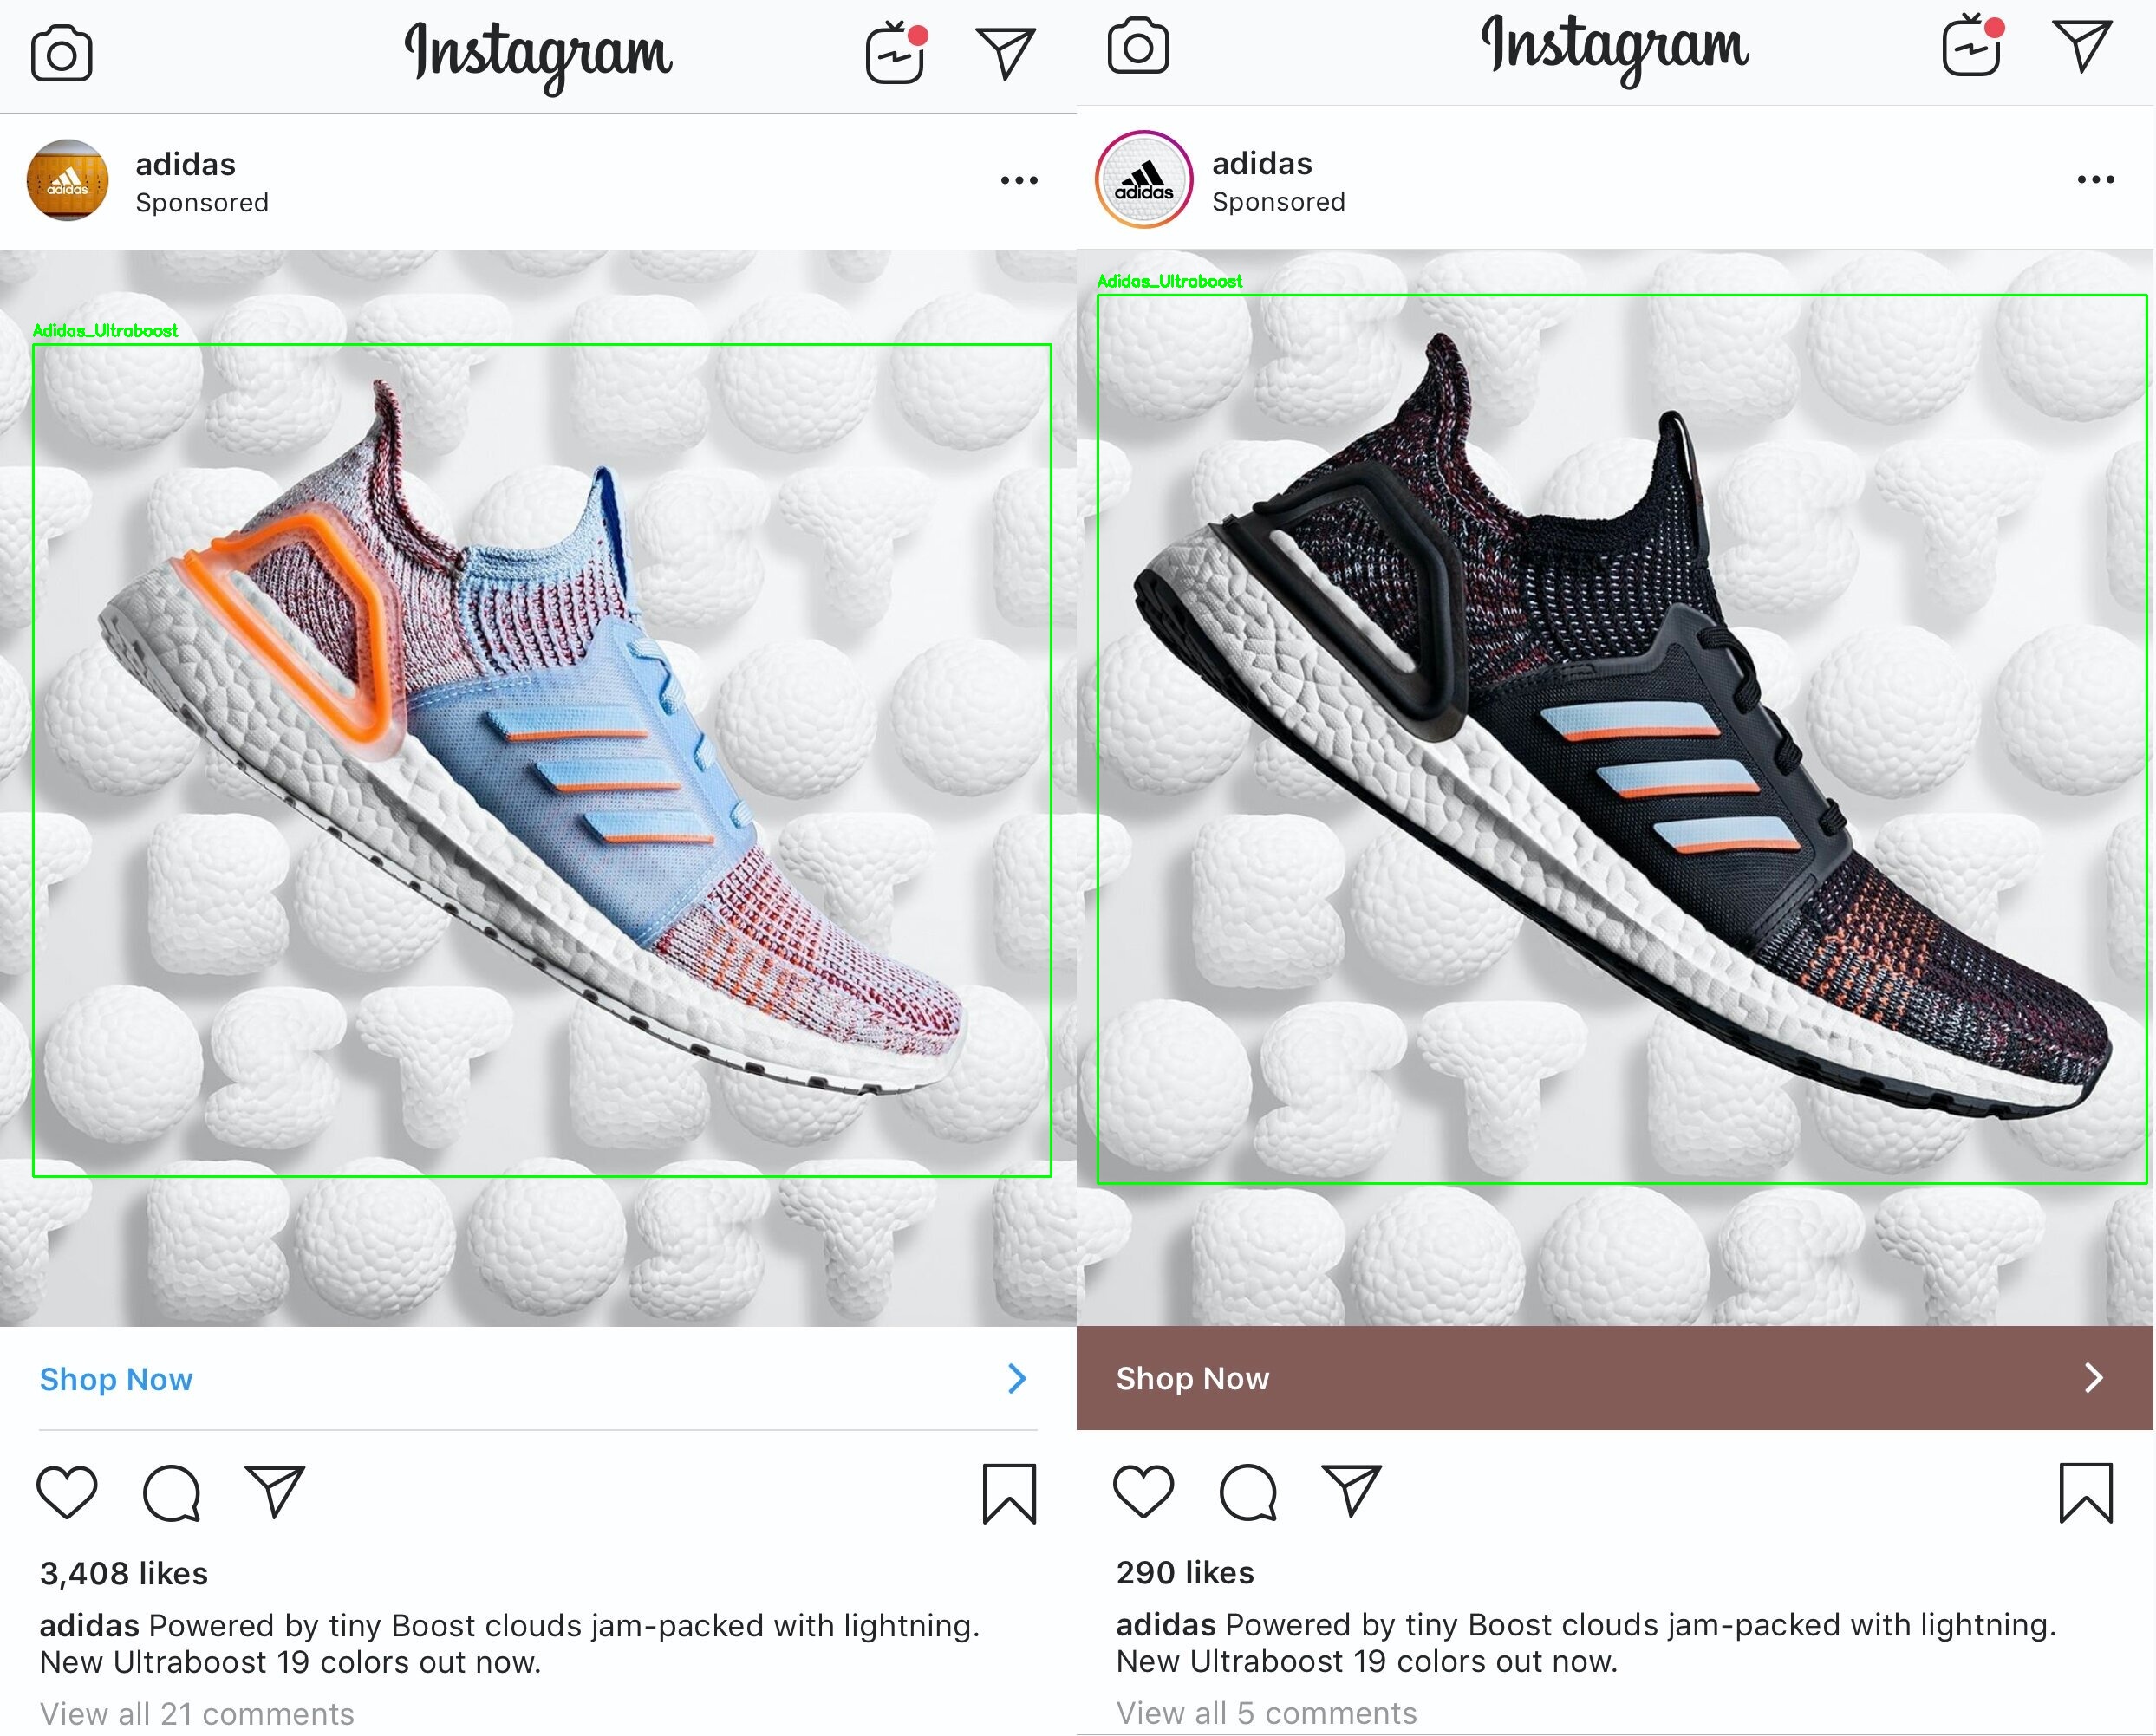 Instagram
adidas
adidas
Sponsored
Adidas_Ultraboost
Shop Now
3,408 likes
adidas Powered by tiny Boost clouds jam-packed with lightning.
New Ultraboost 19 colors out now.
View all 21 comments
Instagram
adidas
adidas
Sponsored
Adidas_Ultraboost
Shop Now
290 likes
adidas Powered by tiny Boost clouds jam-packed with lightning.
New Ultraboost 19 colors out now.
View all 5 comments